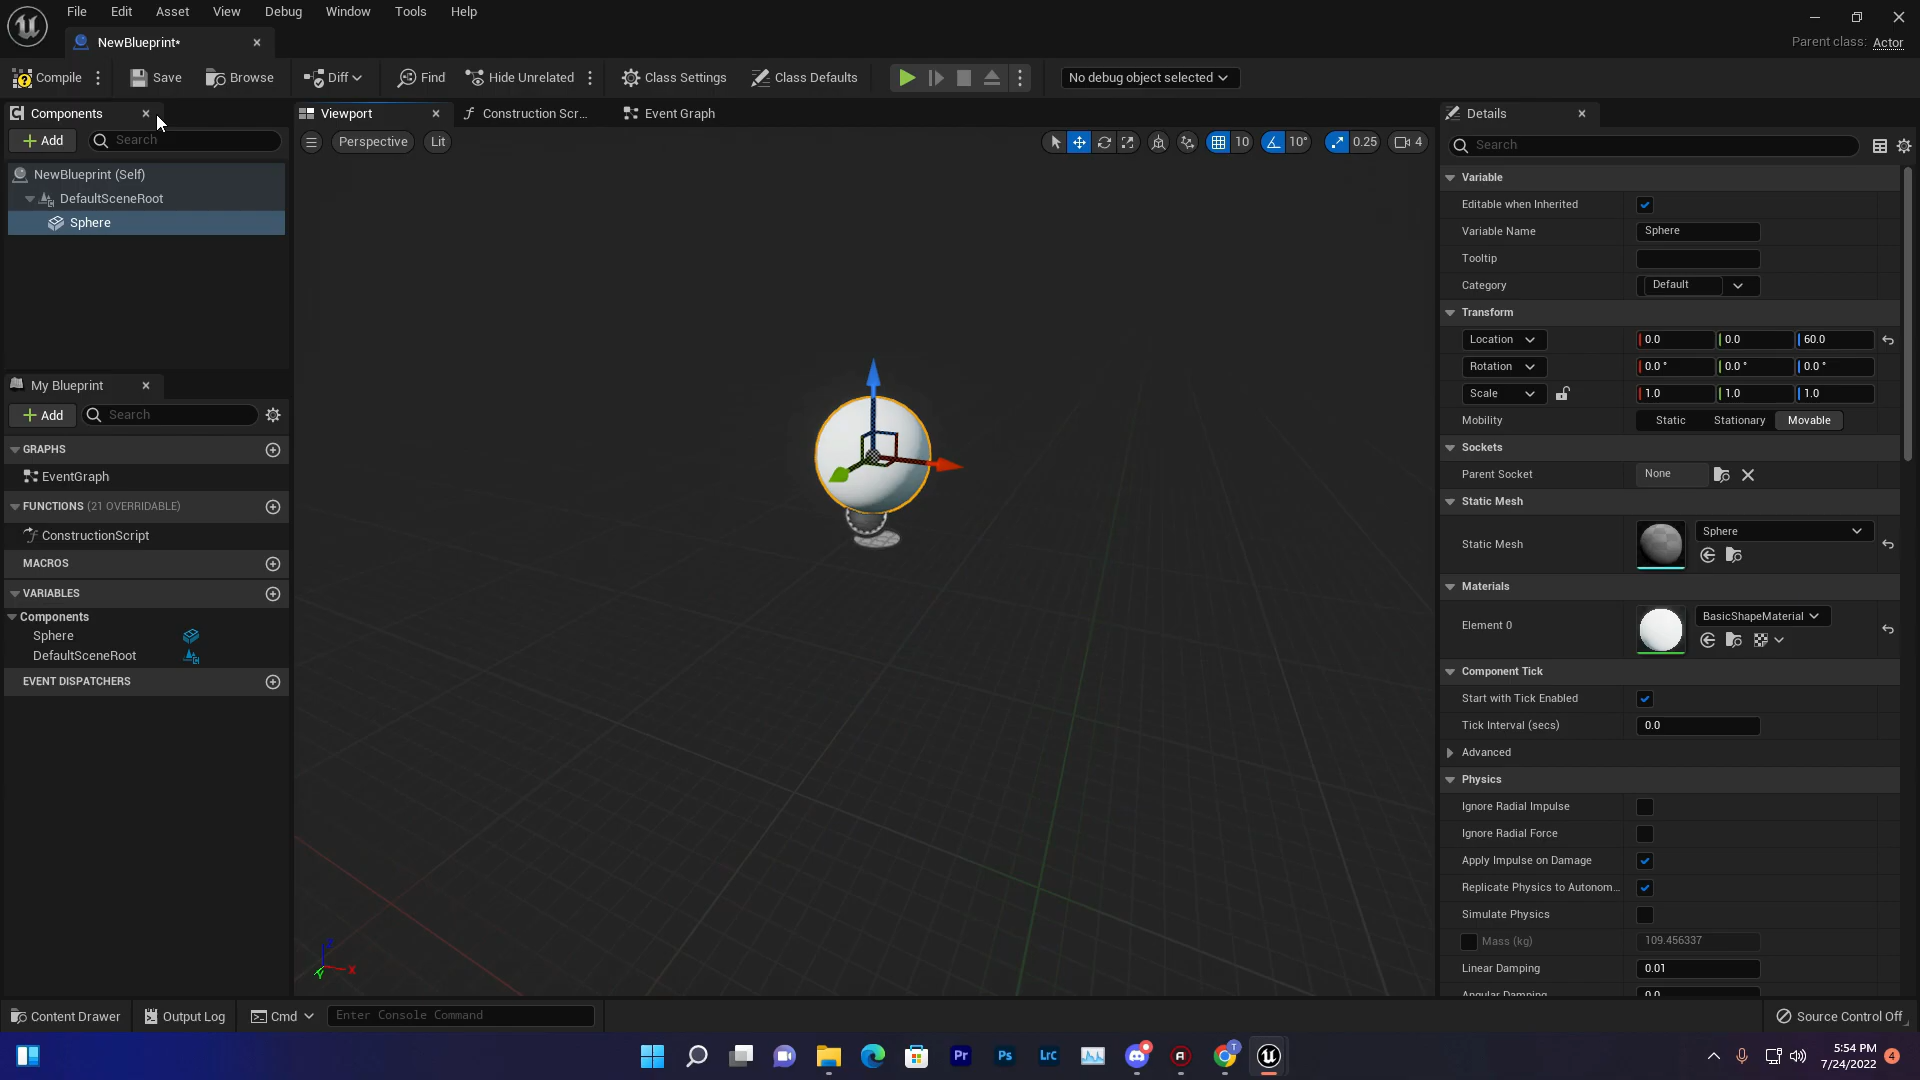 File Edit Asset View Debug Window Tools Help
NewBlueprint*
Parent class: Actor
Compile Save Browse Diff Find Hide Unrelated Class Settings Class Defaults No debug object selected
Components Viewport Construction Scr... Event Graph Details
Add Search Perspective Lit 10 10° 0.25 4 Search
NewBlueprint (Self)
DefaultSceneRoot
Sphere
My Blueprint
Add Search
GRAPHS
EventGraph
FUNCTIONS (21 OVERRIDABLE)
ConstructionScript
MACROS
VARIABLES
Components
Sphere
DefaultSceneRoot
EVENT DISPATCHERS
Z
X
Y
Variable
Editable when Inherited
Variable Name Sphere
Tooltip
Category Default
Transform
Location 0.0 0.0 60.0
Rotation 0.0 ° 0.0 ° 0.0 °
Scale 1.0 1.0 1.0
Mobility Static Stationary Movable
Sockets
Parent Socket None
Static Mesh
Static Mesh Sphere
Materials
Element 0 BasicShapeMaterial
Component Tick
Start with Tick Enabled
Tick Interval (secs) 0.0
Advanced
Physics
Ignore Radial Impulse
Ignore Radial Force
Apply Impulse on Damage
Replicate Physics to Autonom...
Simulate Physics
Mass (kg) 109.456337
Linear Damping 0.01
Angular Damping 0.0
Content Drawer Output Log Cmd Enter Console Command Source Control Off
Pr Ps LrC T
5:54 PM
7/24/2022 4